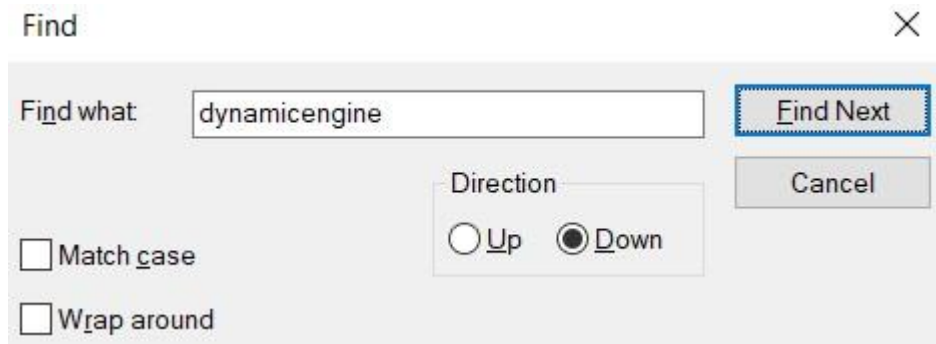 Find
Find what:
dynamicengine
Find Next
Direction
Cancel
Up
Down
Match case
Wrap around